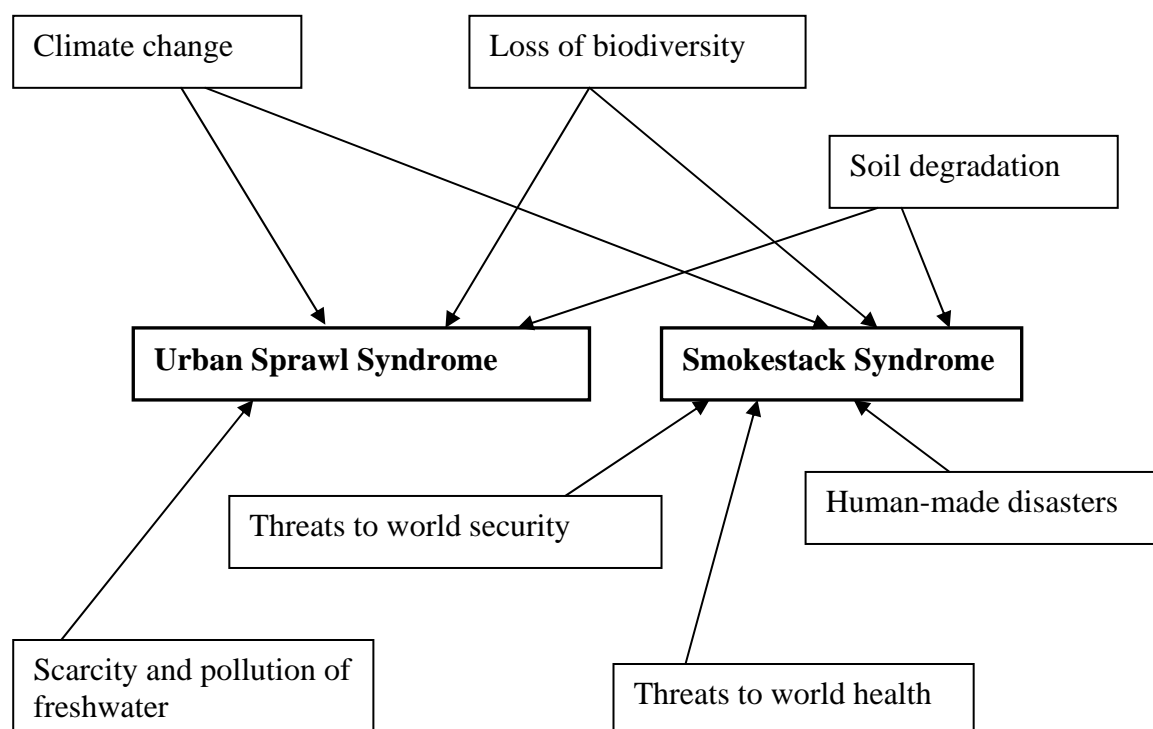 Climate change
Loss of biodiversity
Soil degradation
Urban Sprawl Syndrome
Smokestack Syndrome
Threats to world security
Human-made disasters
Scarcity and pollution of
freshwater
Threats to world health